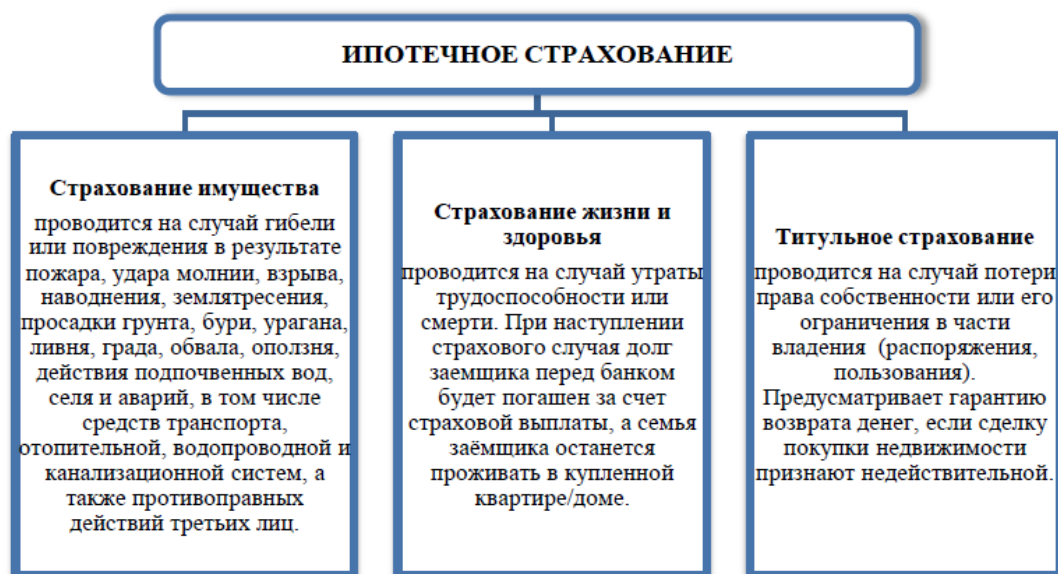 ИПОТЕЧНОЕ СТРАХОВАНИЕ
Страхование имущества
проводится на случай гибели
или повреждения в результате
пожара, удара молнии, взрыва,
наводнения, землятресения,
просадки грунта, бури, урагана,
ливня, града, обвала, оползня,
действия подпочвенных вод,
селя и аварий, в том числе
средств транспорта,
отопительной, водопроводной и
канализационной систем, а
также противоправных
действий третьих лиц.
Страхование жизни и
здоровья
проводится на случай утраты
трудоспособности или
смерти. При наступлении
страхового случая долг
заемщика перед банком
будет погашен за счет
страховой выплаты, а семья
заёмщика останется
проживать в купленной
квартире/доме.
Титульное страхование
проводится на случай потери
права собственности или его
ограничения в части
владения (распоряжения,
пользования).
Предусматривает гарантию
возврата денег, если сделку
покупки недвижимости
признают недействительной.